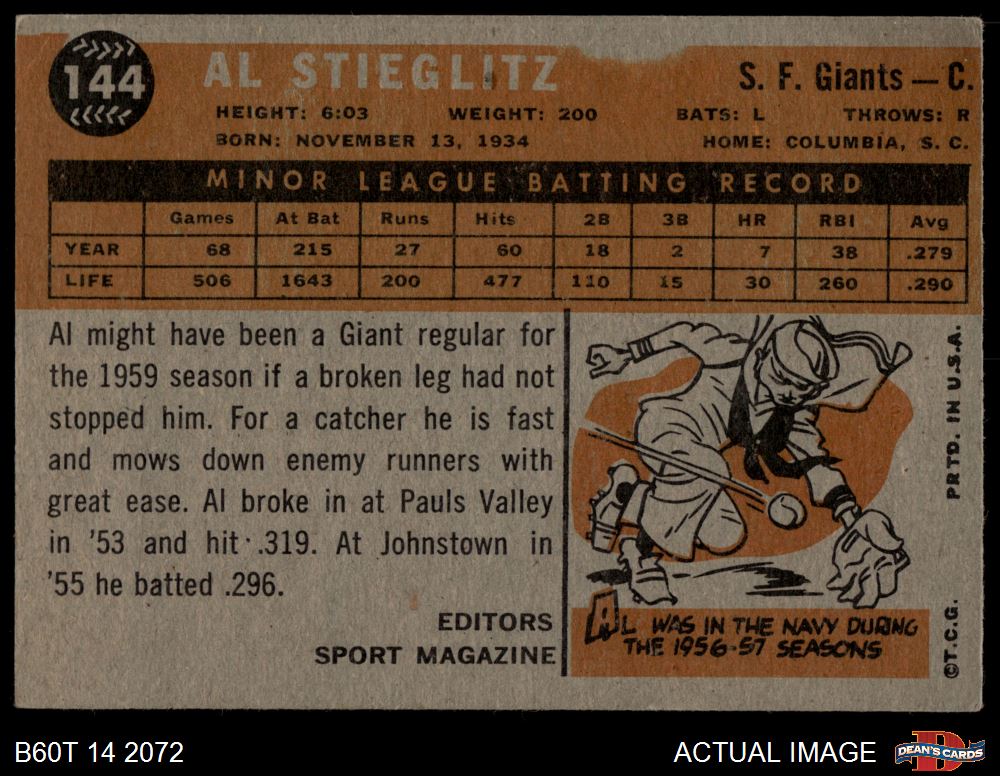 144
AL STIEGLITZ
S. F. Giants — C.
HEIGHT: 6:03 WEIGHT: 200 BATS: L THROWS: R
BORN: NOVEMBER 13, 1934 HOME: COLUMBIA, S. C.
MINOR LEAGUE BATTING RECORD
Games At Bat Runs Hits 2B 3B HR RBI Avg
YEAR 68 215 27 60 18 2 7 38 .279
LIFE 506 1643 200 477 110 15 30 260 .290
Al might have been a Giant regular for
the 1959 season if a broken leg had not
stopped him. For a catcher he is fast
and mows down enemy runners with
great ease. Al broke in at Pauls Valley
in '53 and hit .319. At Johnstown in
'55 he batted .296.
EDITORS
SPORT MAGAZINE
AL WAS IN THE NAVY DURING
THE 1956-57 SEASONS
©T.C.G. PRTD. IN U.S.A.
B60T 14 2072
ACTUAL IMAGE
DEAN'S CARDS